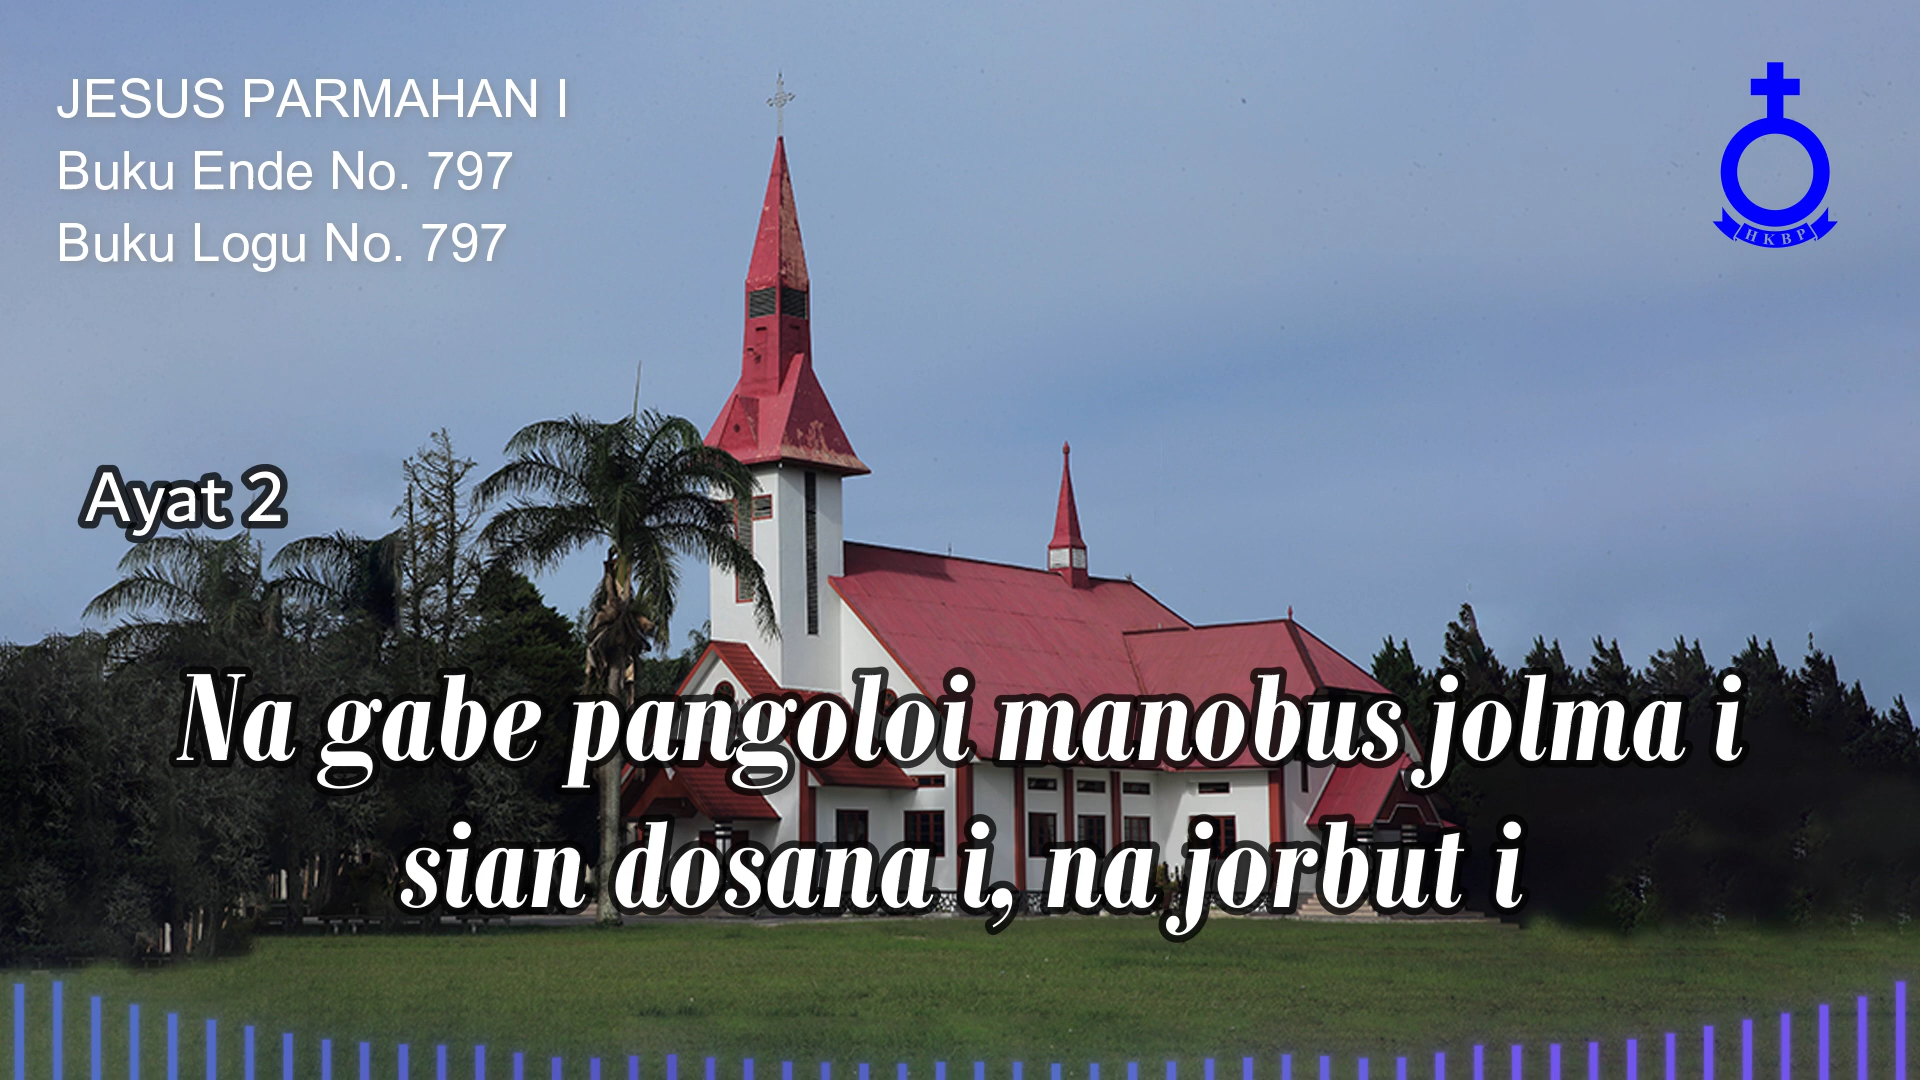 JESUS PARMAHAN I
Buku Ende No. 797
Buku Logu No. 797
HKBP
Ayat 2
Na gabe pangoloi manobus jolma i
sian dosana i, na jorbut i